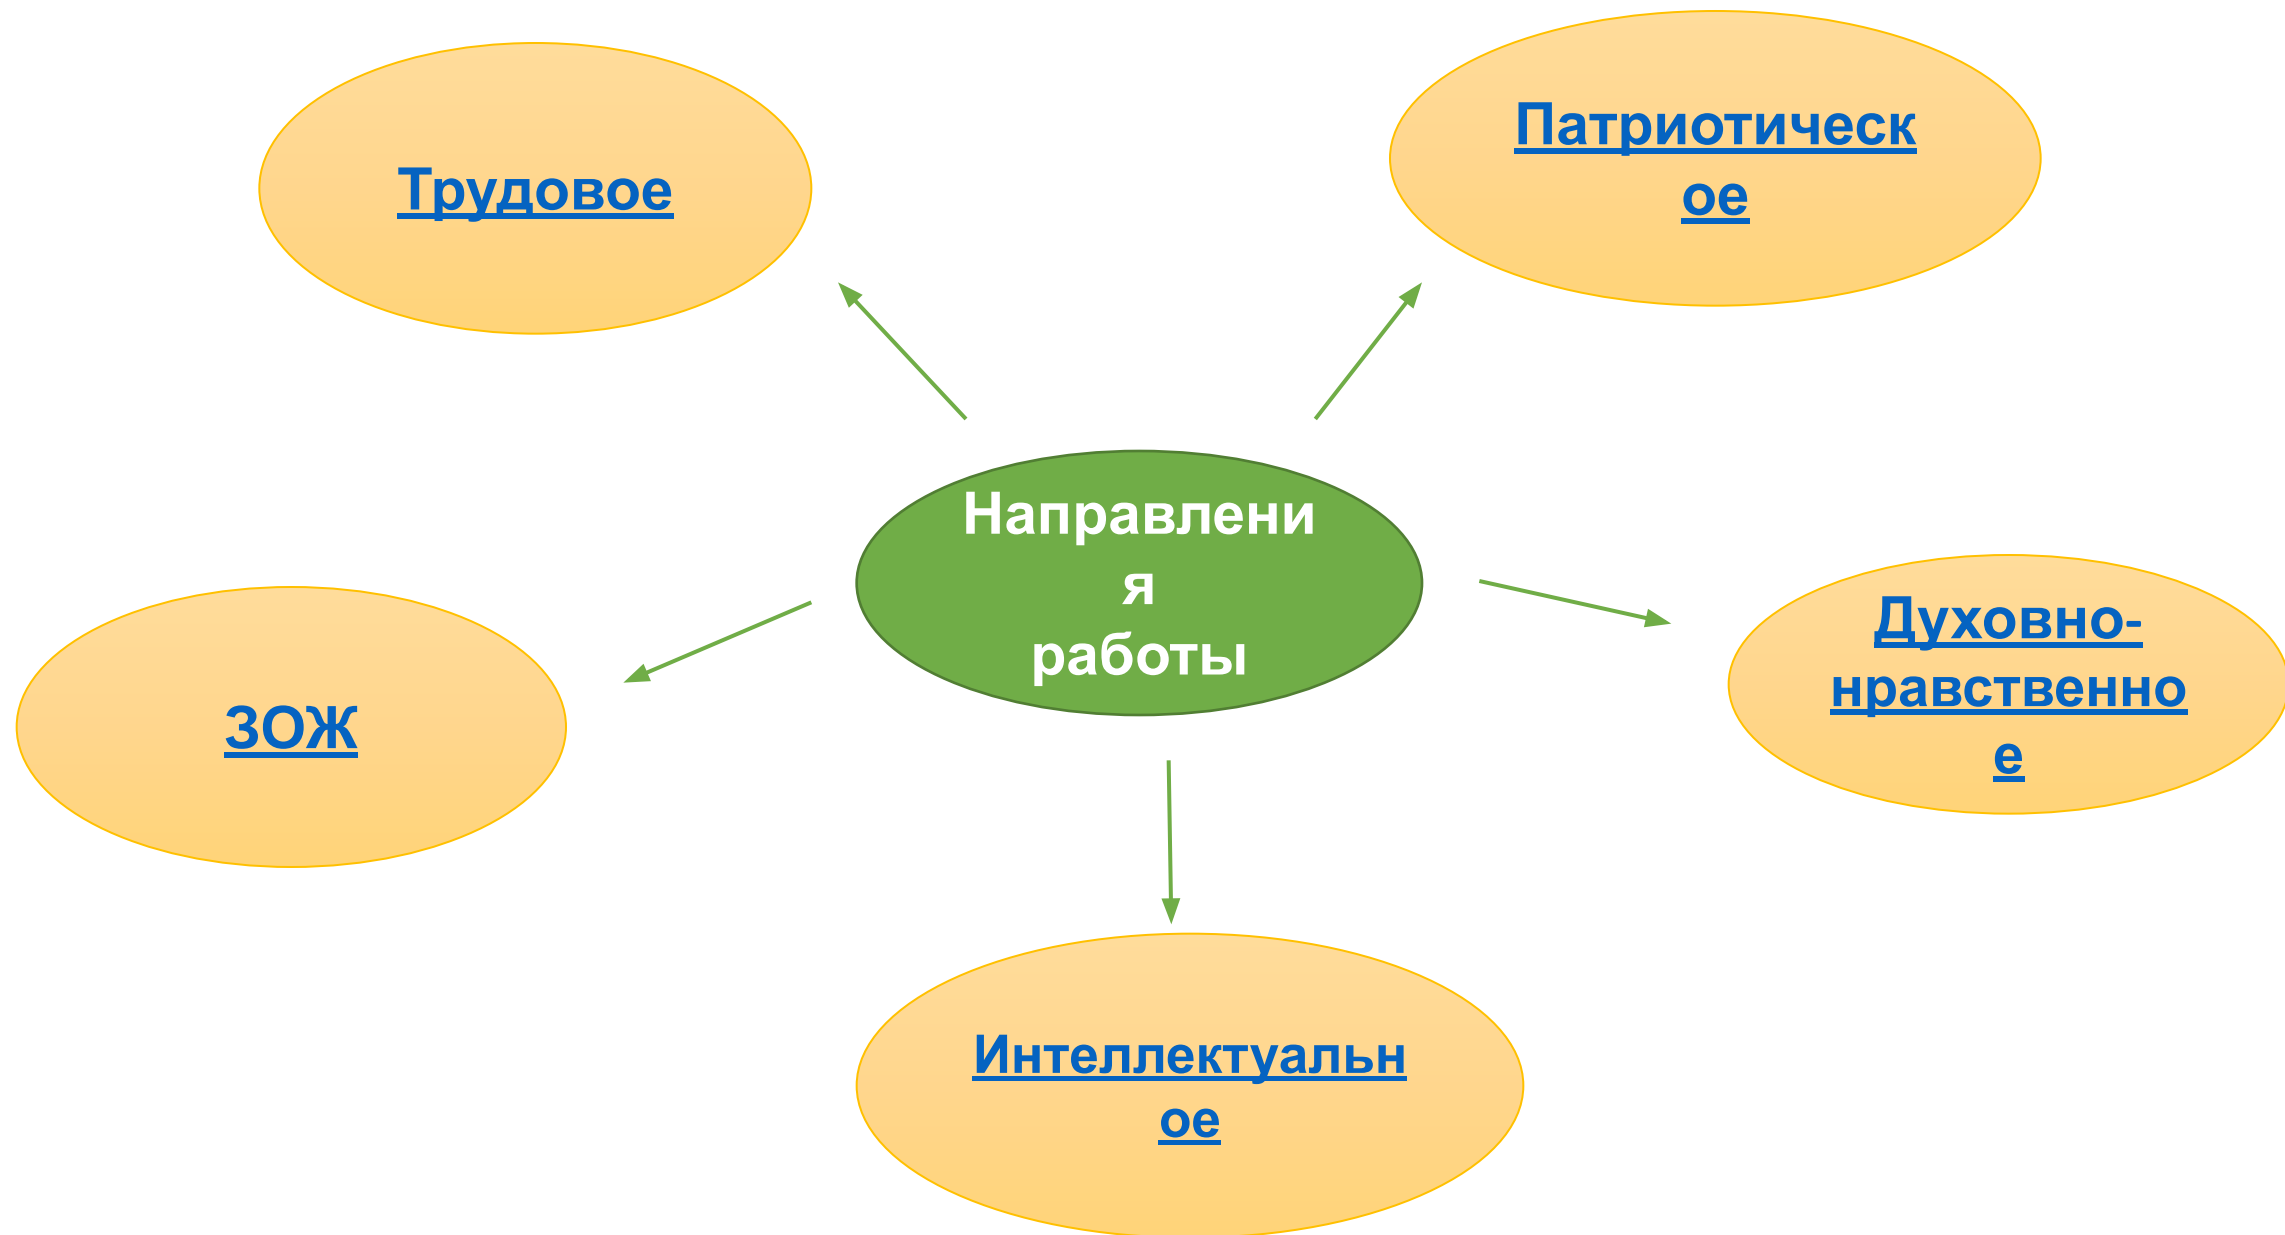 Трудовое
Патриотическ
ое
Направлени
я
работы
ЗОЖ
Духовно-
нравственно
е
Интеллектуальн
ое